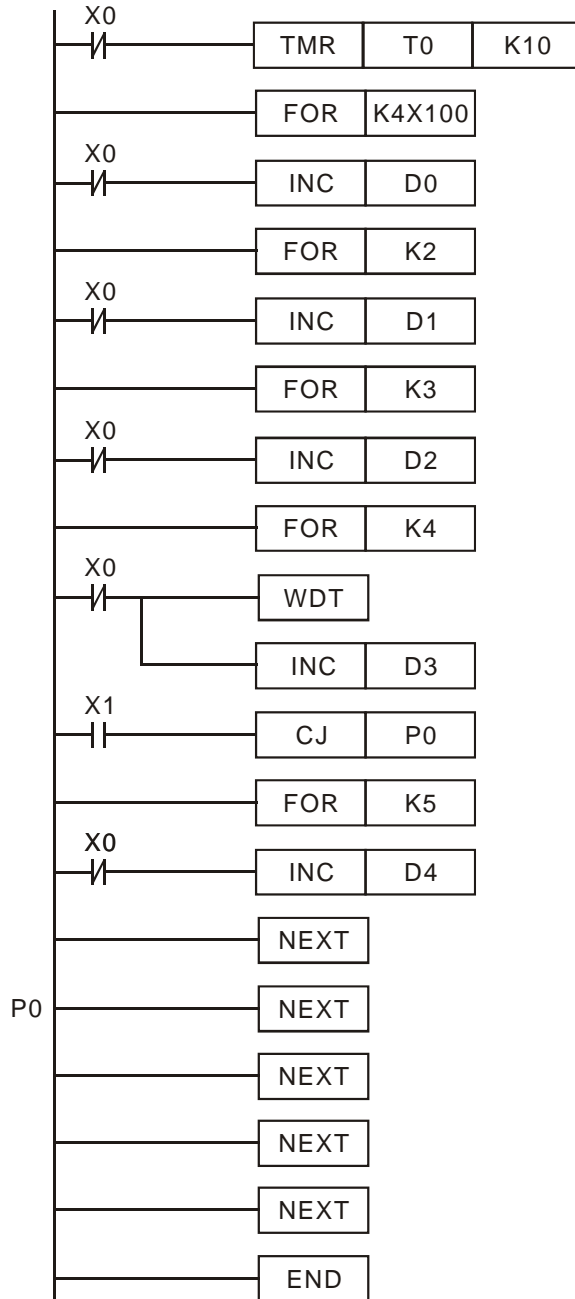 X0
TMR T0 K10
FOR K4X100
X0
INC D0
FOR K2
X0
INC D1
FOR K3
X0
INC D2
FOR K4
X0
WDT
INC D3
X1
CJ P0
FOR K5
X0
INC D4
NEXT
P0 NEXT
NEXT
NEXT
NEXT
END